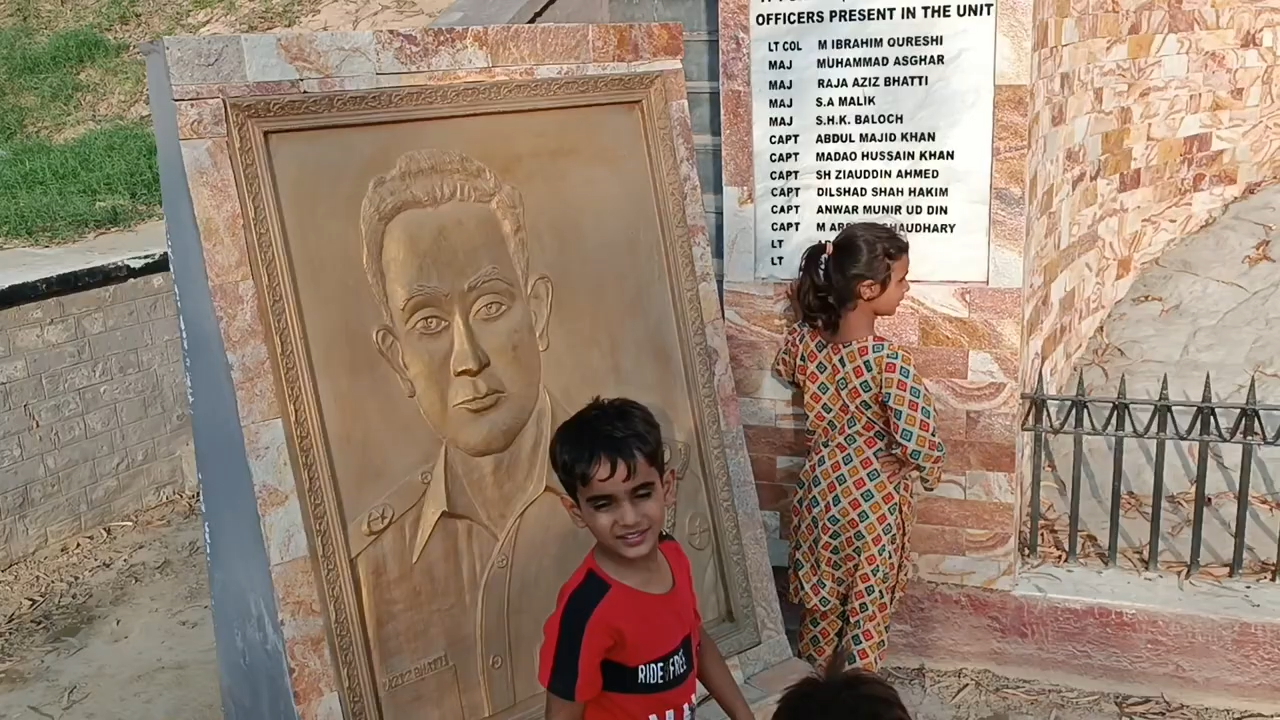 OFFICERS PRESENT IN THE UNIT
LT COL M IBRAHIM QURESHI
MAJ MUHAMMAD ASGHAR
MAJ RAJA AZIZ BHATTI
MAJ S.A MALIK
MAJ S.H.K. BALOCH
CAPT ABDUL MAJID KHAN
CAPT MADAO HUSSAIN KHAN
CAPT SH ZIAUDDIN AHMED
CAPT DILSHAD SHAH HAKIM
CAPT ANWAR MUNIR UD DIN
CAPT M CHAUDHARY
LT
LT
AZIZ BHATTI
RIDE FREE